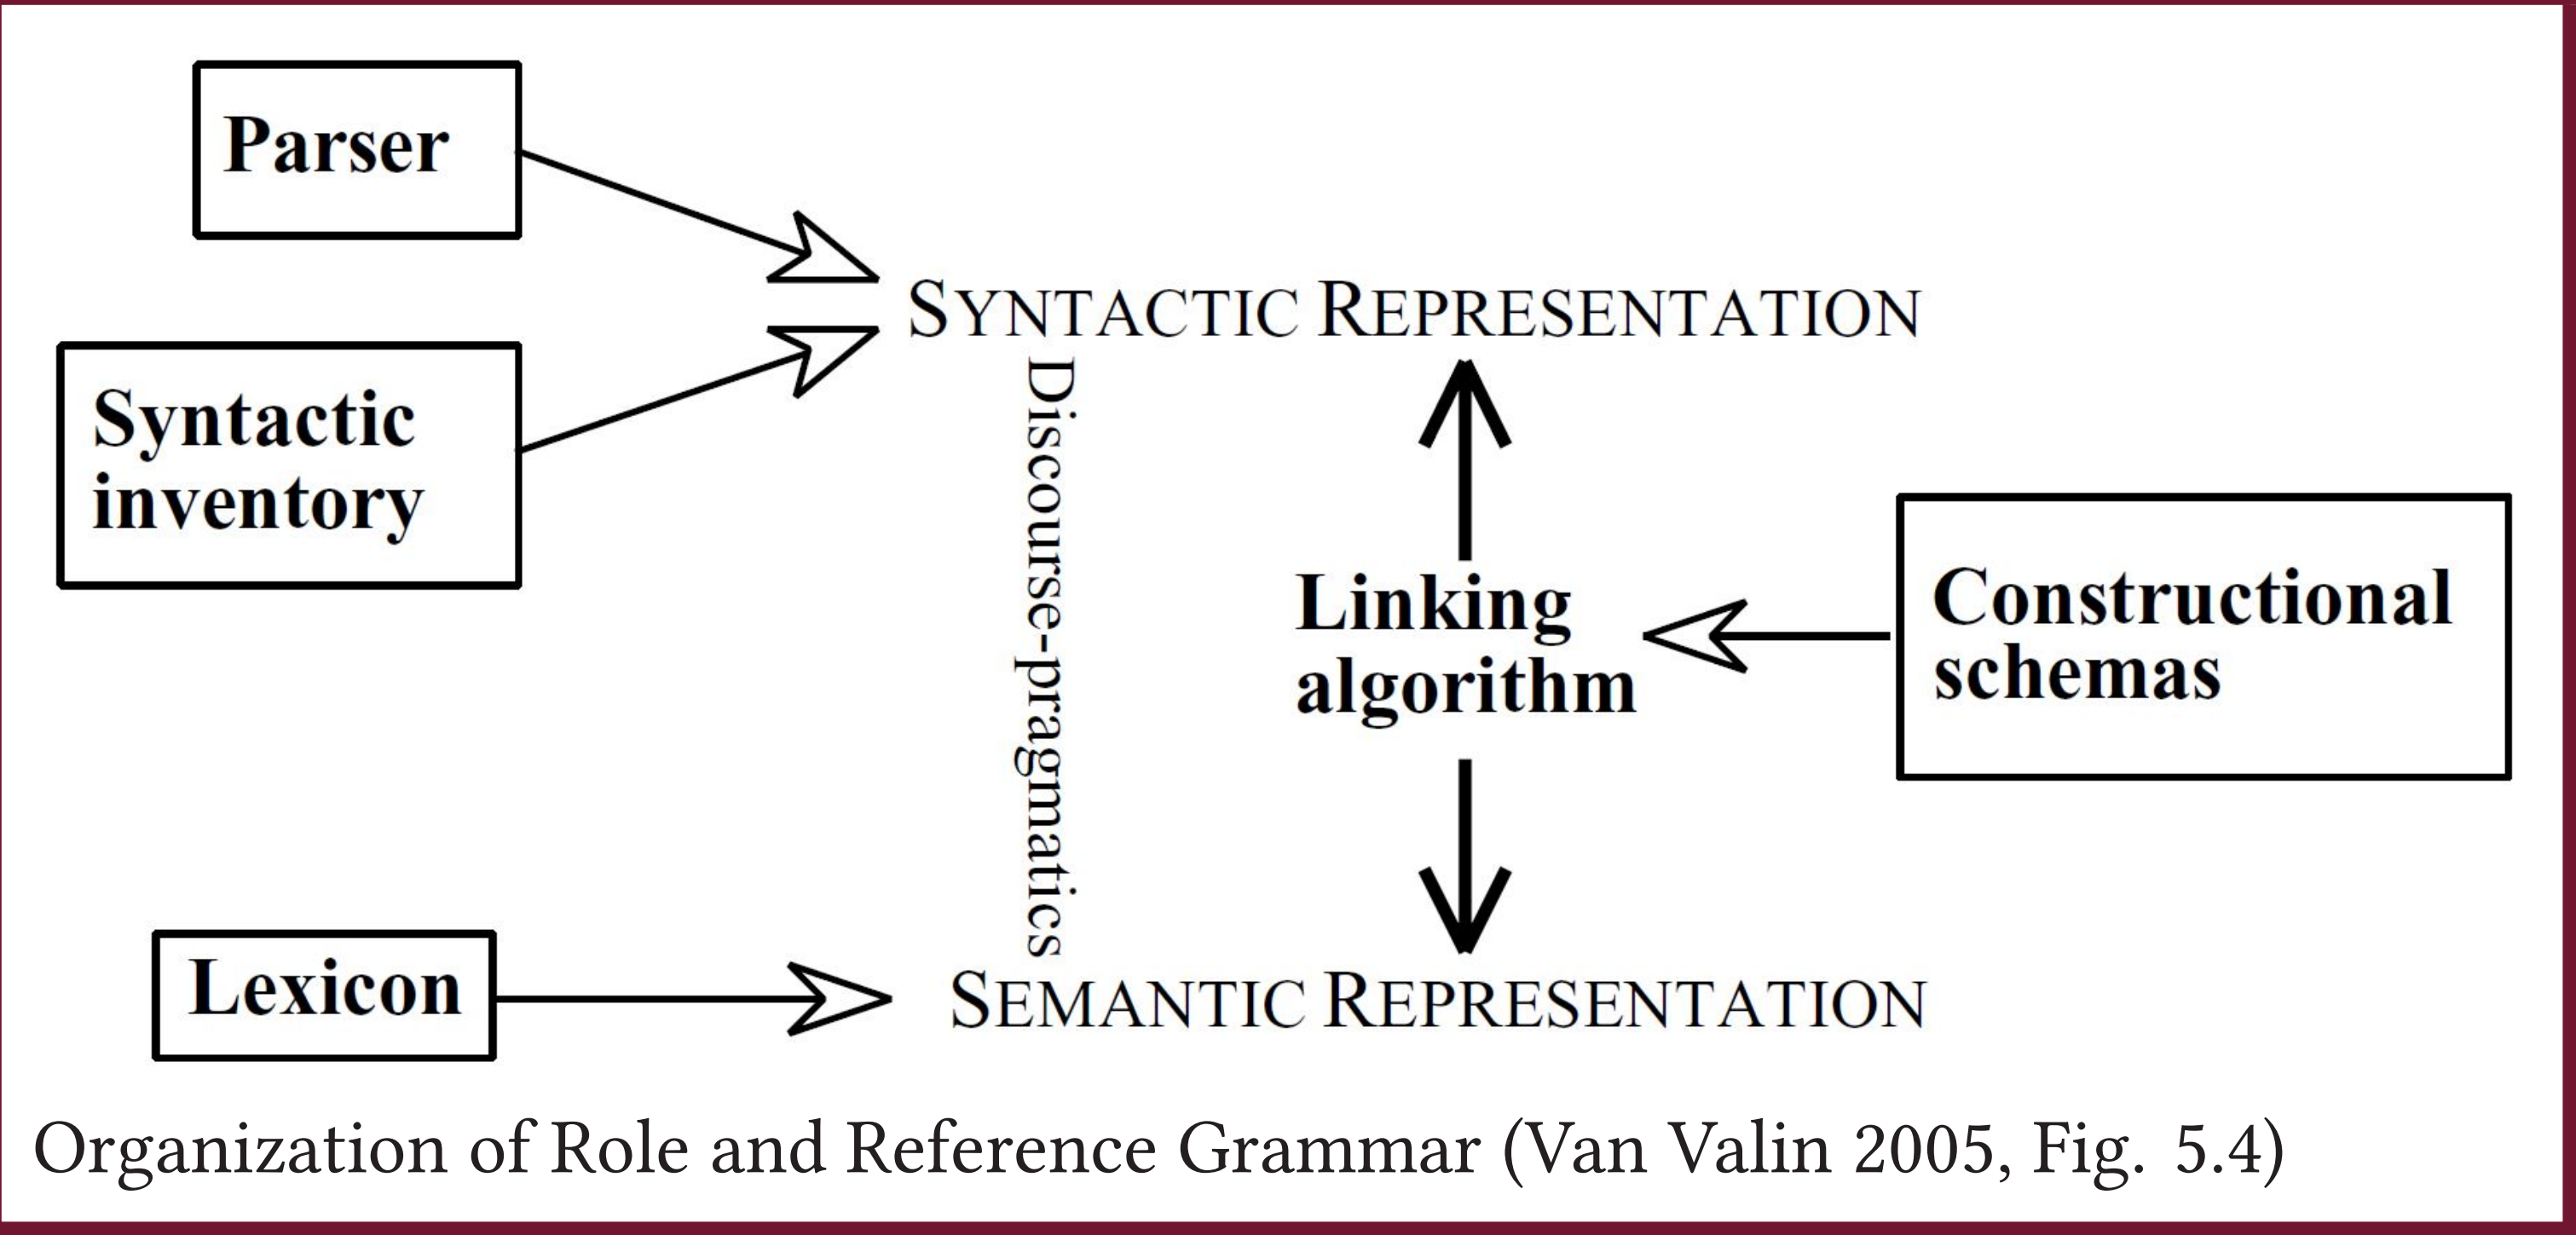 Parser
Syntactic
inventory
SYNTACTIC REPRESENTATION
Discourse-pragmatics
Linking
algorithm
Constructional
schemas
Lexicon
SEMANTIC REPRESENTATION
Organization of Role and Reference Grammar (Van Valin 2005, Fig. 5.4)